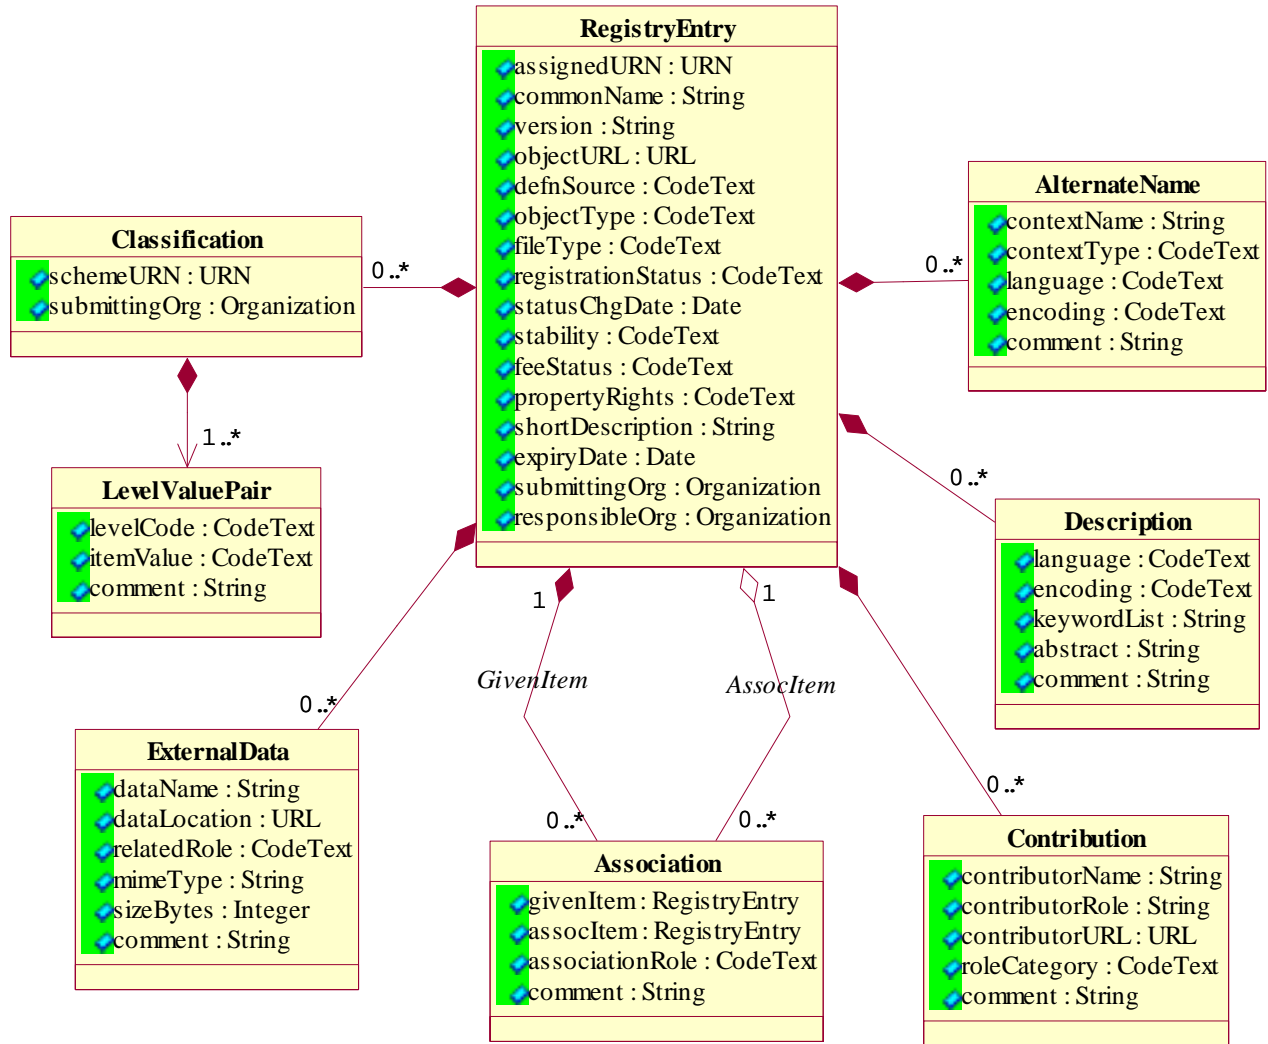 RegistryEntry
assignedURN : URN
commonName : String
version : String
objectURL : URL
defnSource : CodeText
objectType : CodeText
fileType : CodeText
registrationStatus : CodeText
statusChgDate : Date
stability : CodeText
feeStatus : CodeText
propertyRights : CodeText
shortDescription : String
expiryDate : Date
submittingOrg : Organization
responsibleOrg : Organization
Classification
schemeURN : URN
submittingOrg : Organization
0..*
1..*
LevelValuePair
levelCode : CodeText
itemValue : CodeText
comment : String
AlternateName
contextName : String
contextType : CodeText
language : CodeText
encoding : CodeText
comment : String
0..*
0..*
Description
language : CodeText
encoding : CodeText
keywordList : String
abstract : String
comment : String
0..*
ExternalData
dataName : String
dataLocation : URL
relatedRole : CodeText
mimeType : String
sizeBytes : Integer
comment : String
1
GivenItem
0..*
1
AssocItem
0..*
Association
givenItem : RegistryEntry
assocItem : RegistryEntry
associationRole : CodeText
comment : String
0..*
Contribution
contributorName : String
contributorRole : String
contributorURL : URL
roleCategory : CodeText
comment : String